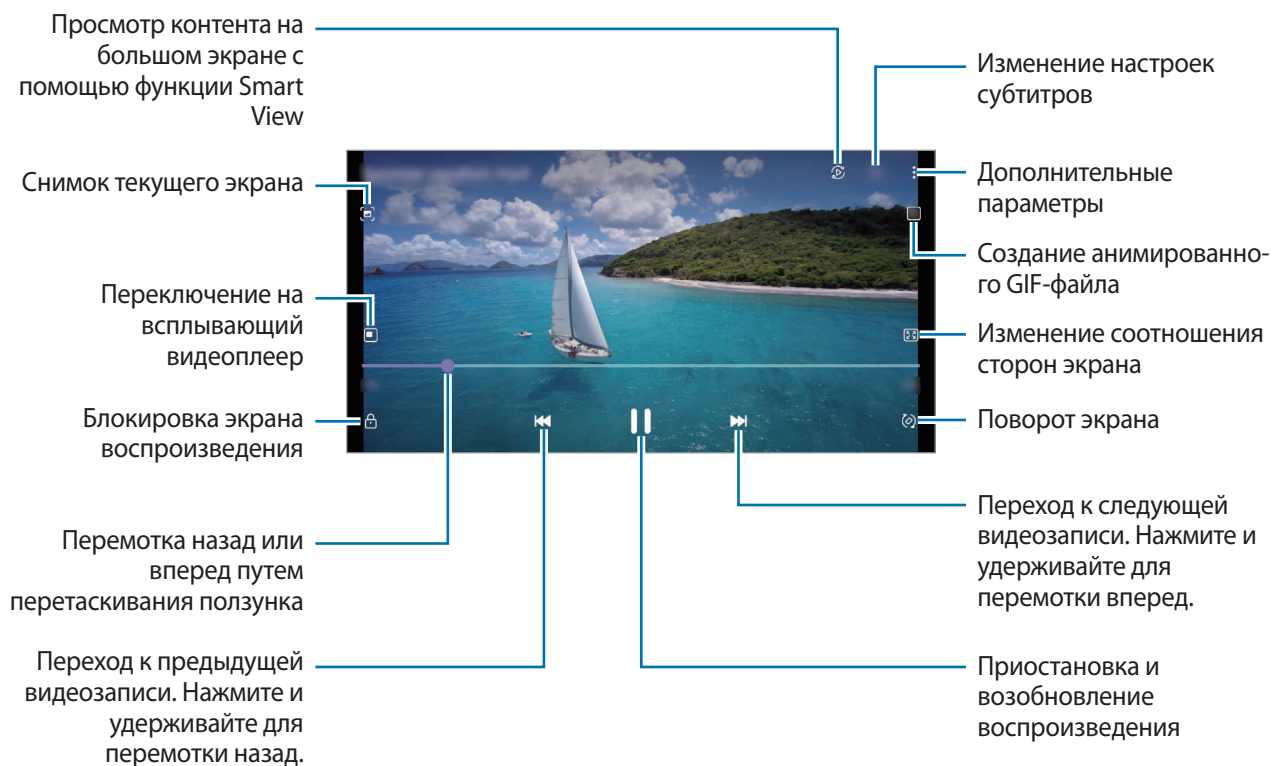 Просмотр контента на
большом экране с
помощью функции Smart
View
Снимок текущего экрана
Переключение на
всплывающий
видеоплеер
Блокировка экрана
воспроизведения
Перемотка назад или
вперед путем
перетаскивания ползунка
Переход к предыдущей
видеозаписи. Нажмите и
удерживайте для
перемотки назад.
Изменение настроек
субтитров
Дополнительные
параметры
Создание анимированно-
го GIF-файла
Изменение соотношения
сторон экрана
Поворот экрана
Переход к следующей
видеозаписи. Нажмите и
удерживайте для
перемотки вперед.
Приостановка и
возобновление
воспроизведения